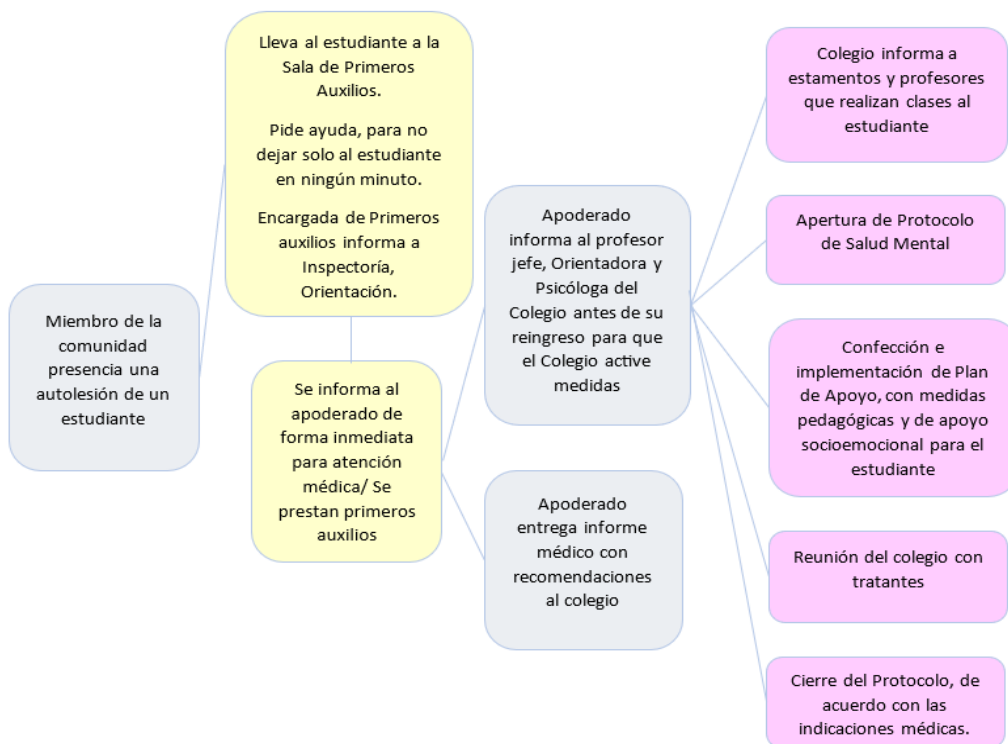 Miembro de la
comunidad
presencia una
autolesión de un
estudiante
Lleva al estudiante a la
Sala de Primeros
Auxilios.
Pide ayuda, para no
dejar solo al estudiante
en ningún minuto.
Encargada de Primeros
auxilios informa a
Inspectoría,
Orientación.
Se informa al
apoderado de
forma inmediata
para atención
médica/ Se
prestan primeros
auxilios
Apoderado
informa al profesor
jefe, Orientadora y
Psicóloga del
Colegio antes de su
reingreso para que
el Colegio active
medidas
Apoderado
entrega informe
médico con
recomendaciones
al colegio
Colegio informa a
estamentos y profesores
que realizan clases al
estudiante
Apertura de Protocolo
de Salud Mental
Confección e
implementación de Plan
de Apoyo, con medidas
pedagógicas y de apoyo
socioemocional para el
estudiante
Reunión del colegio con
tratantes
Cierre del Protocolo, de
acuerdo con las
indicaciones médicas.